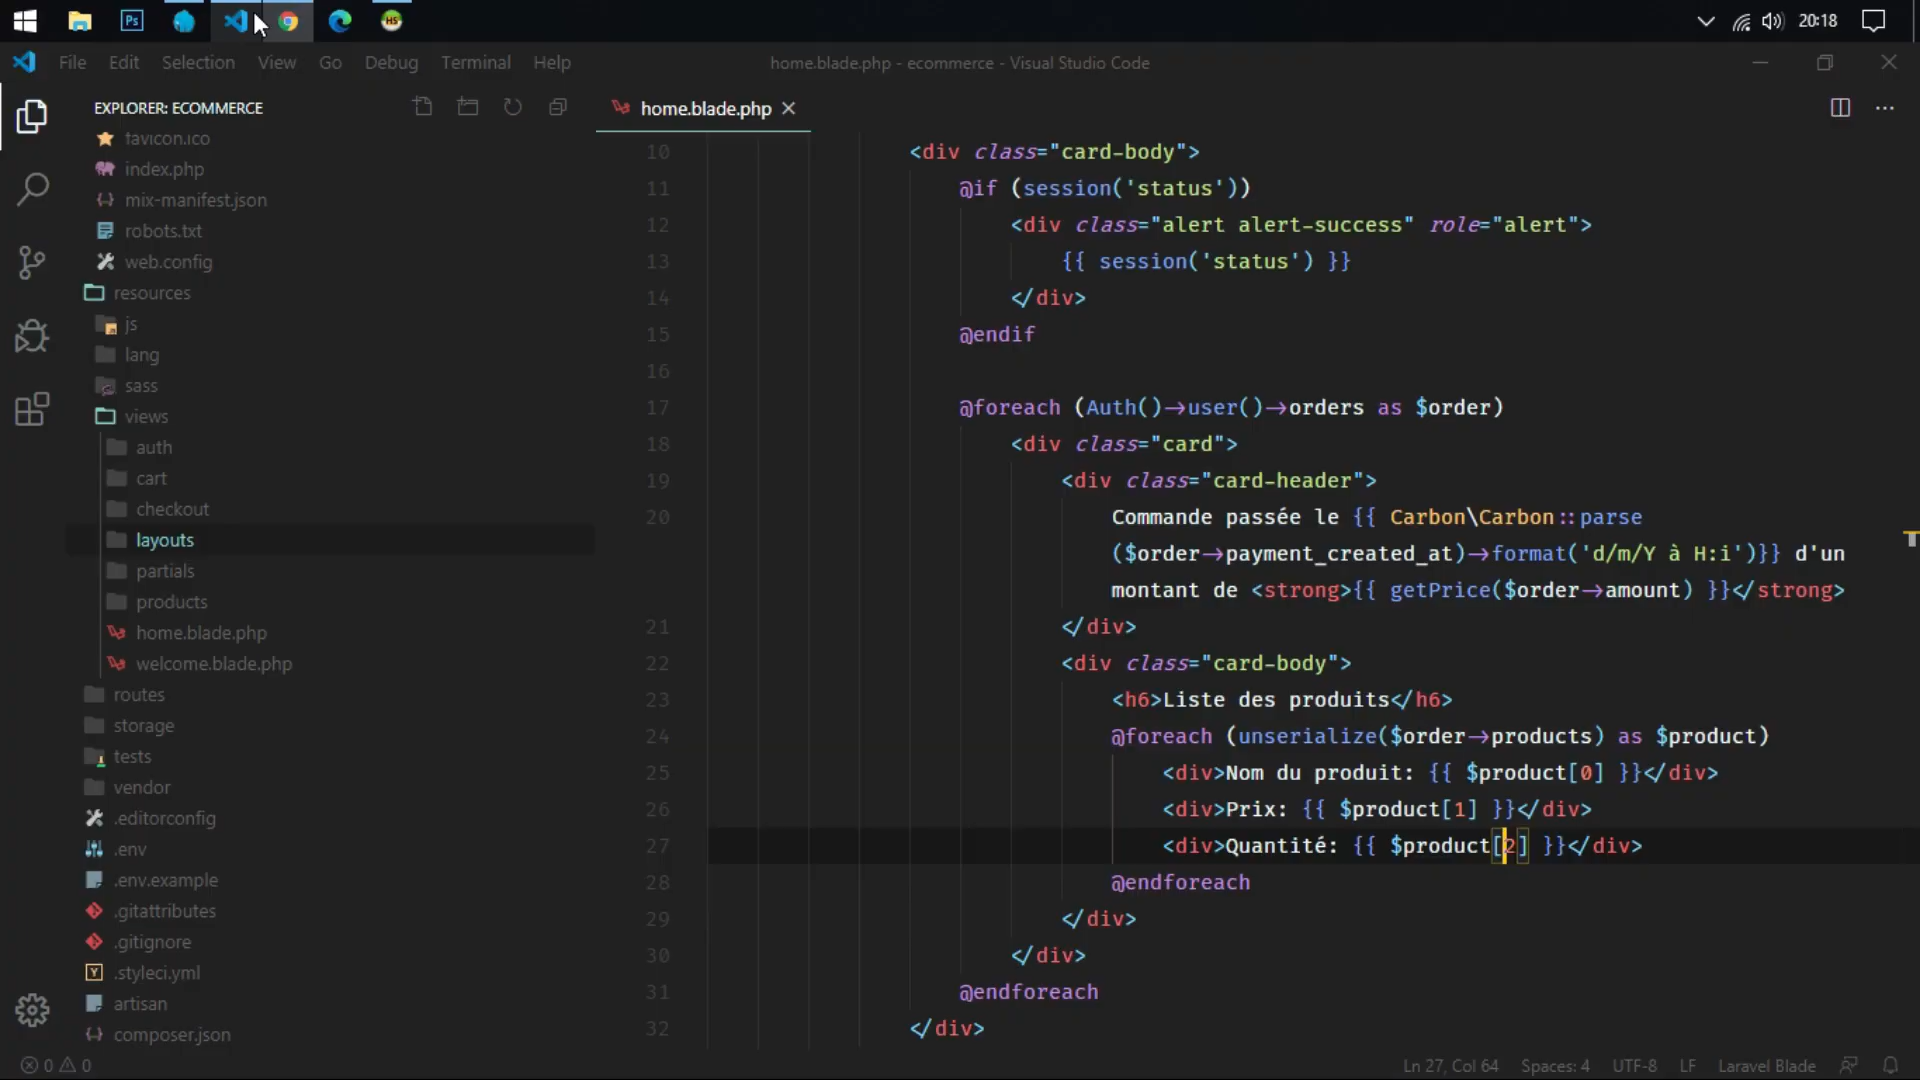 Ps
HS
20:18
File Edit Selection View Go Debug Terminal Help
home.blade.php - ecommerce - Visual Studio Code
EXPLORER: ECOMMERCE
favicon.ico
index.php
mix-manifest.json
robots.txt
web.config
resources
js
lang
sass
views
auth
cart
checkout
layouts
partials
products
home.blade.php
welcome.blade.php
routes
storage
tests
vendor
.editorconfig
.env
.env.example
.gitattributes
.gitignore
.styleci.yml
artisan
composer.json
home.blade.php
10 <div class="card-body">
11 @if (session('status'))
12 <div class="alert alert-success" role="alert">
13 {{ session('status') }}
14 </div>
15 @endif
16
17 @foreach (Auth()->user()->orders as $order)
18 <div class="card">
19 <div class="card-header">
20 Commande passée le {{ Carbon\Carbon::parse
($order->payment_created_at)->format('d/m/Y à H:i')}} d'un
montant de <strong>{{ getPrice($order->amount) }}</strong>
21 </div>
22 <div class="card-body">
23 <h6>Liste des produits</h6>
24 @foreach (unserialize($order->products) as $product)
25 <div>Nom du produit: {{ $product[0] }}</div>
26 <div>Prix: {{ $product[1] }}</div>
27 <div>Quantité: {{ $product[2] }}</div>
28 @endforeach
29 </div>
30 </div>
31 @endforeach
32 </div>
0 0
Ln 27, Col 64 Spaces: 4 UTF-8 LF Laravel Blade